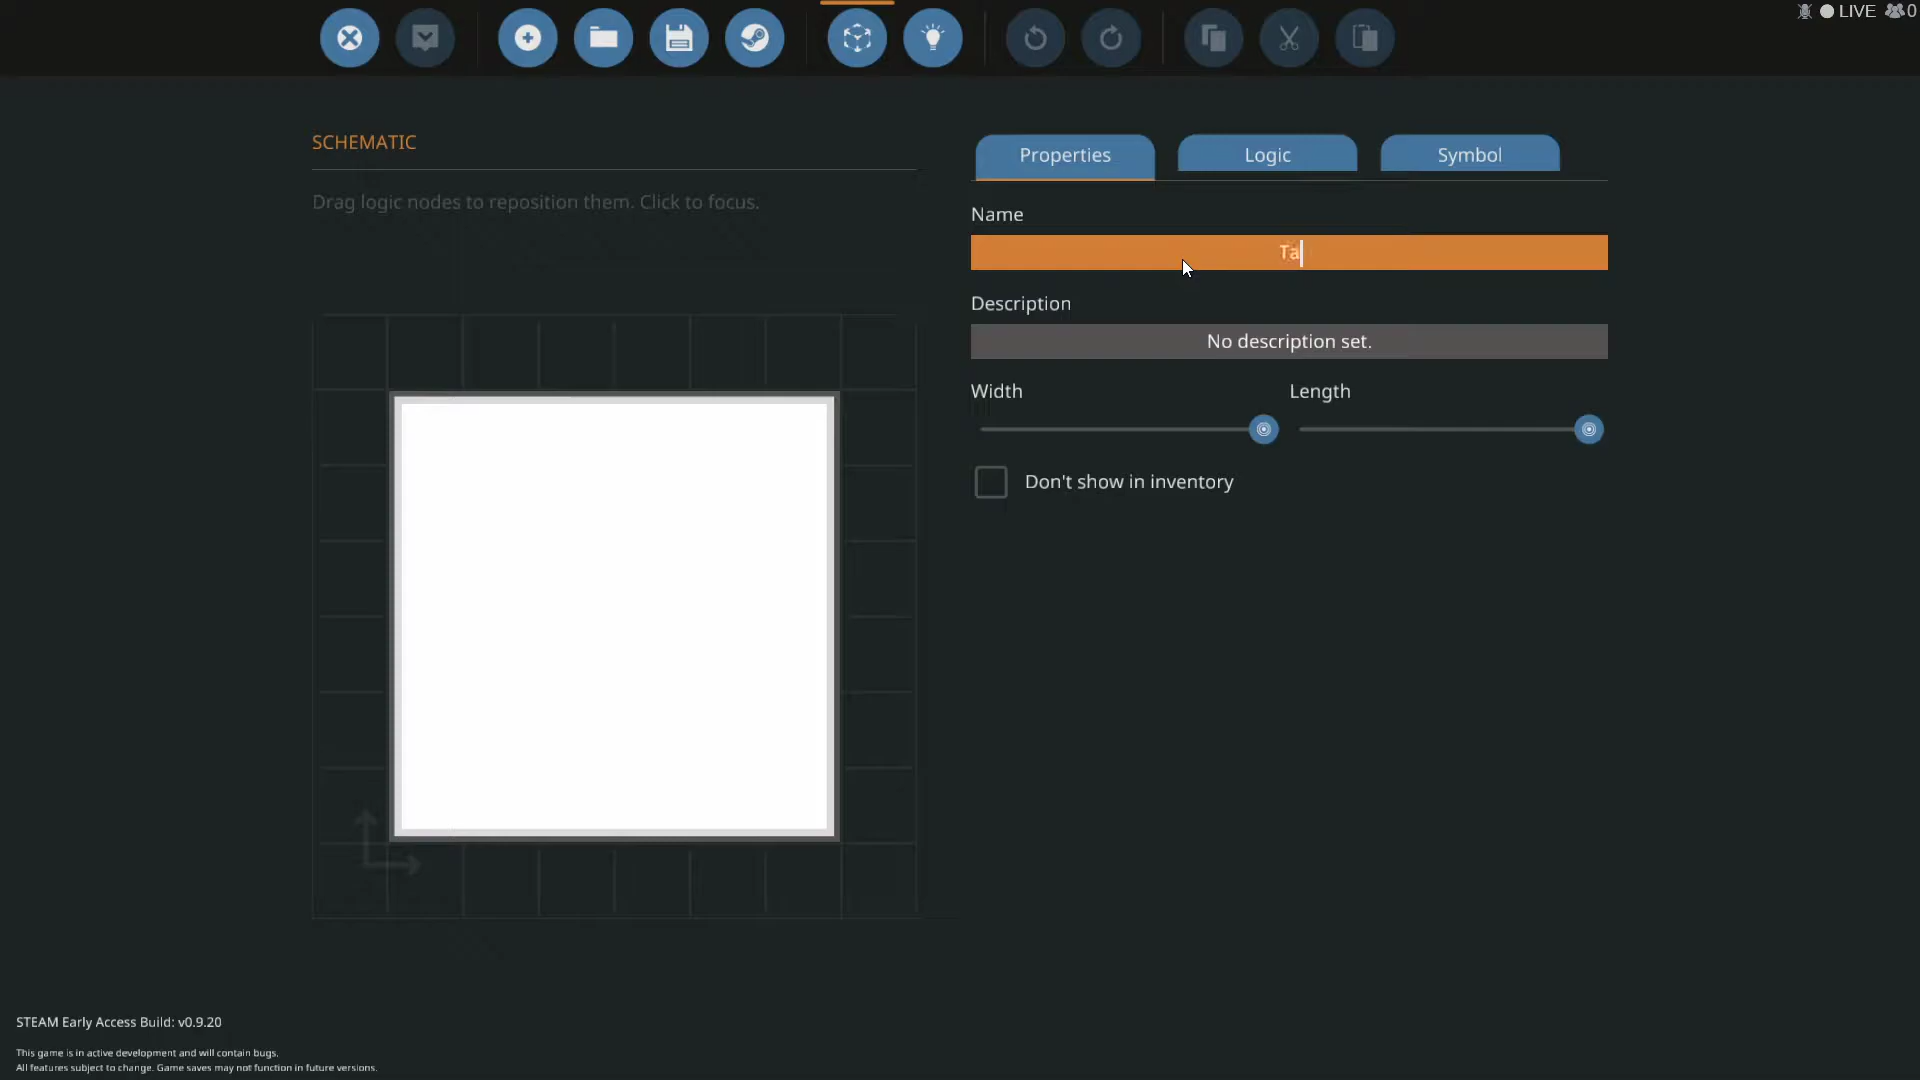 LIVE 0
SCHEMATIC
Drag logic nodes to reposition them. Click to focus.
Properties
Logic
Symbol
Name
Ta
Description
No description set.
Width
Length
Don't show in inventory
STEAM Early Access Build: v0.9.20
This game is in active development and will contain bugs.
All features subject to change. Game saves may not function in future versions.